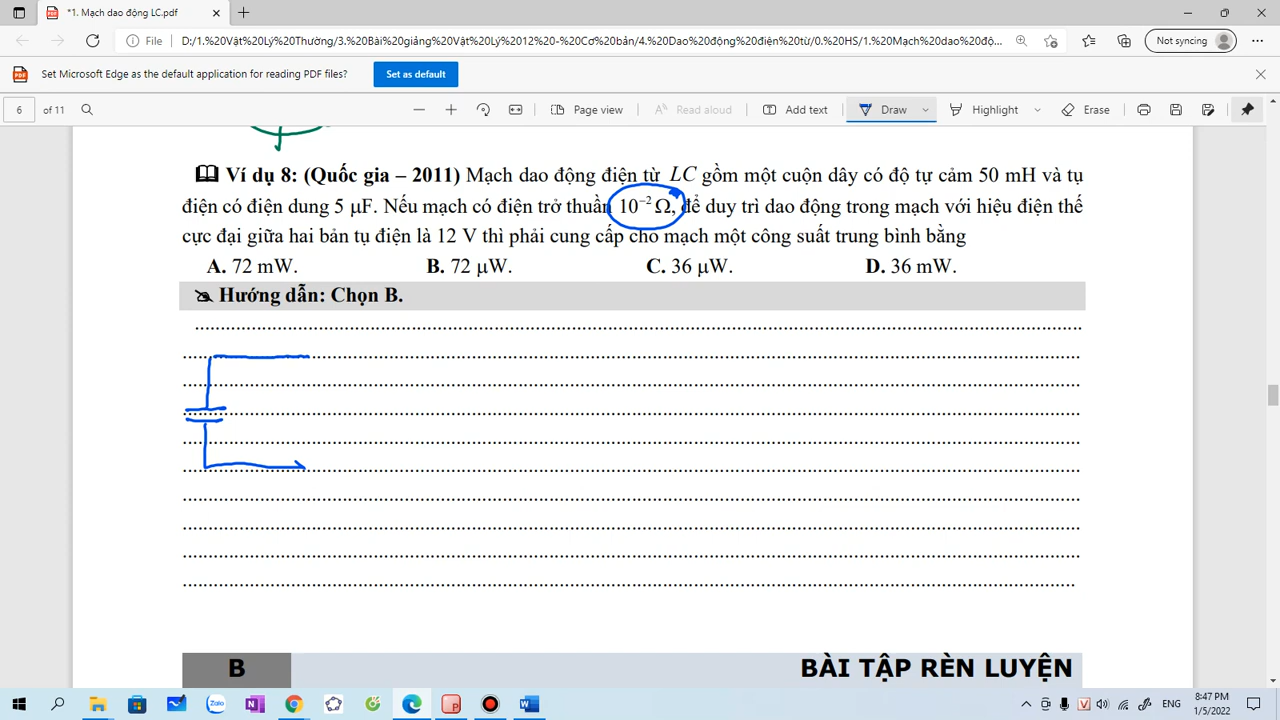 *1. Mạch dao động LC.pdf
File
D:/1.%20Vật%20Lý%20Thường/3.%20Bài%20giảng%20Vật%20Lý%2012%20-%20Cơ%20bản/4.%20Dao%20động%20điện%20từ/0.%20HS/1.%20Mạch%20dao%20độ...
Not syncing
Set Microsoft Edge as the default application for reading PDF files?
Set as default
6 of 11
Page view
Read aloud
Add text
Draw
Highlight
Erase
Ví dụ 8: (Quốc gia – 2011) Mạch dao động điện từ LC gồm một cuộn dây có độ tự cảm 50 mH và tụ
điện có điện dung 5 μF. Nếu mạch có điện trở thuần 10⁻² Ω, để duy trì dao động trong mạch với hiệu điện thế
cực đại giữa hai bản tụ điện là 12 V thì phải cung cấp cho mạch một công suất trung bình bằng
A. 72 mW. B. 72 μW. C. 36 μW. D. 36 mW.
Hướng dẫn: Chọn B.
B BÀI TẬP RÈN LUYỆN
Zalo
ENG
8:47 PM
1/5/2022